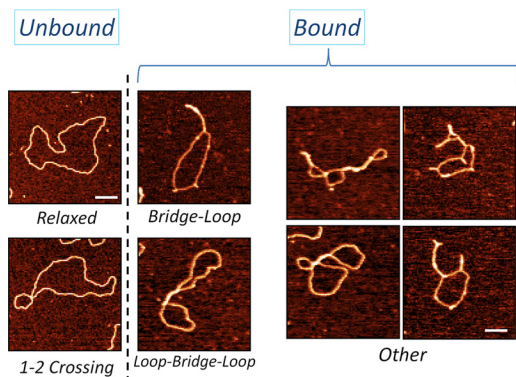 Unbound
Bound
Relaxed
Bridge-Loop
1-2 Crossing
Loop-Bridge-Loop
Other